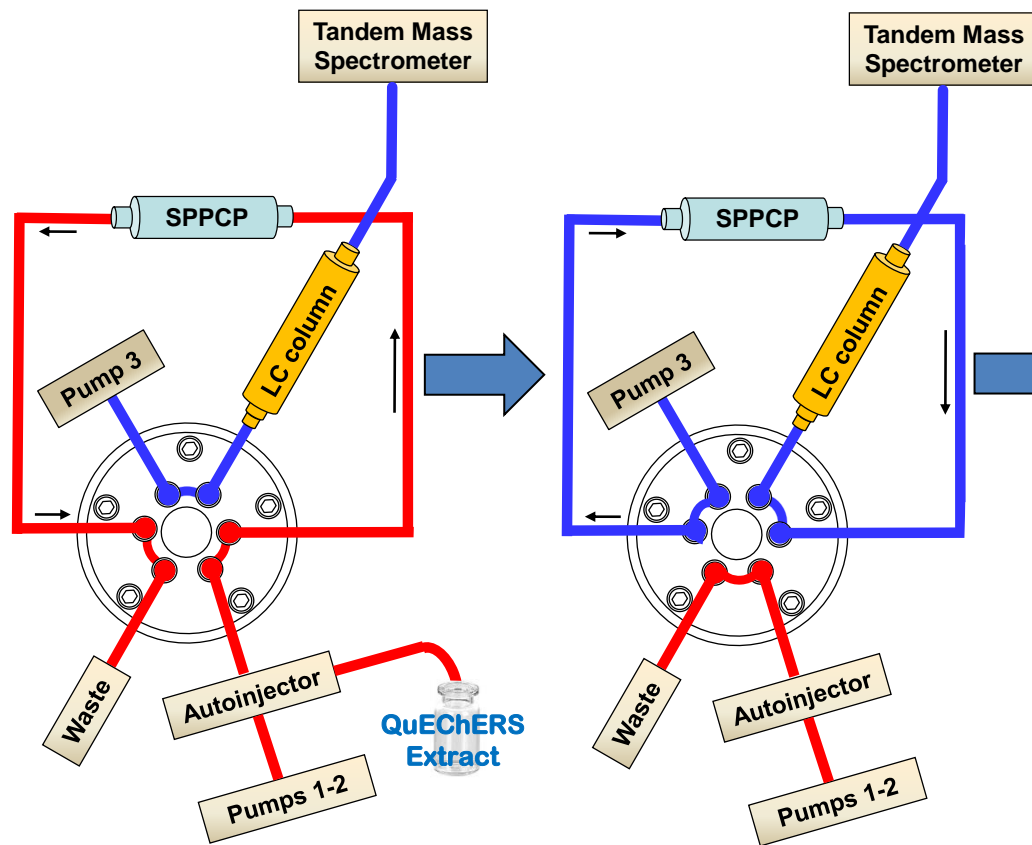 Tandem Mass
Spectrometer
SPPCP
LC column
Pump 3
Waste
Autoinjector
QuEChERS
Extract
Pumps 1-2
Tandem Mass
Spectrometer
SPPCP
LC column
Pump 3
Waste
Autoinjector
Pumps 1-2